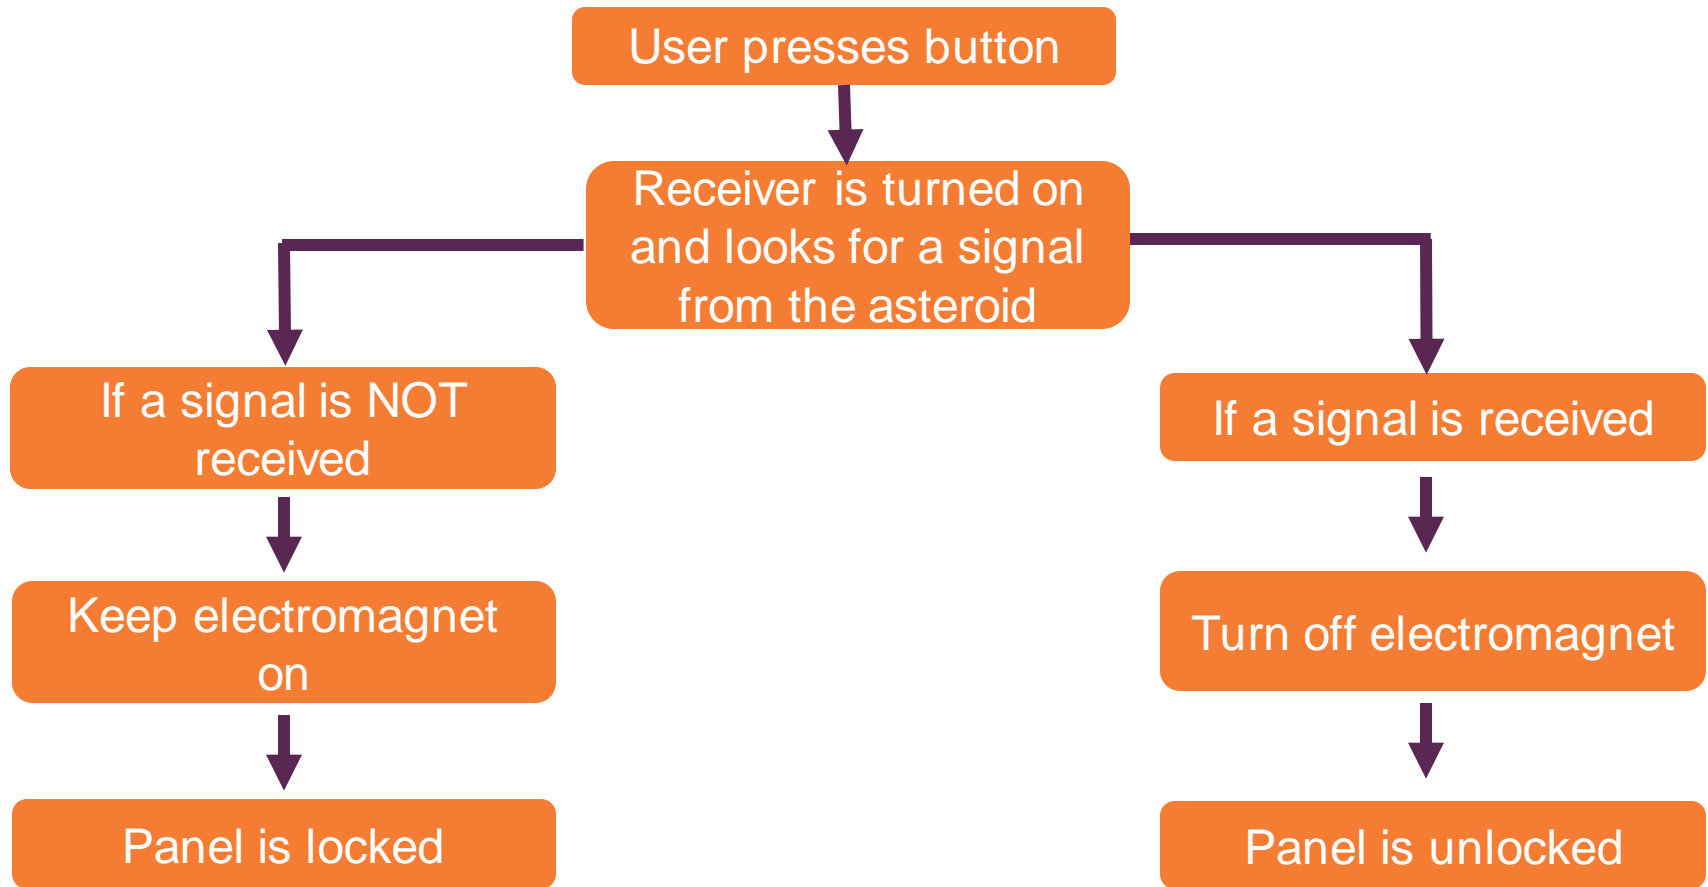 User presses button
Receiver is turned on
and looks for a signal
from the asteroid
If a signal is NOT
received
If a signal is received
Keep electromagnet
on
Turn off electromagnet
Panel is locked
Panel is unlocked